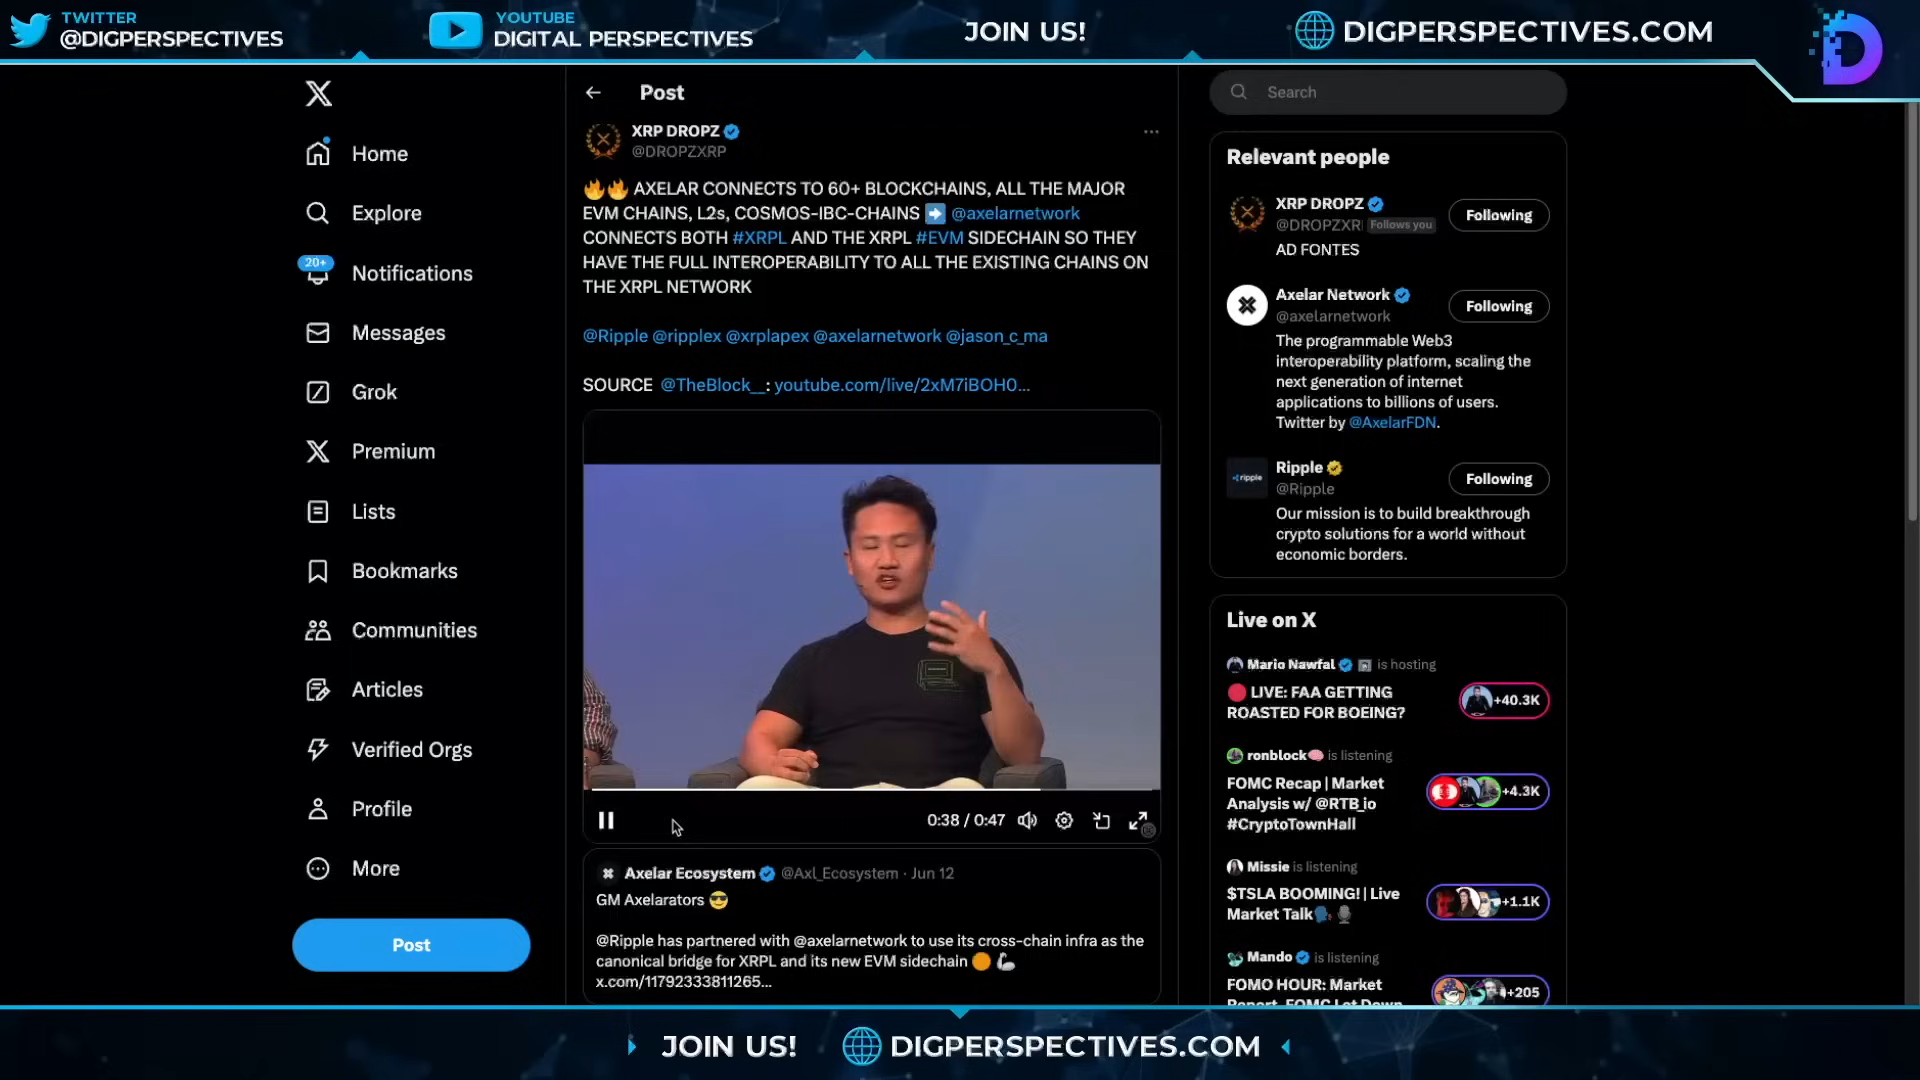 TWITTER
@DIGPERSPECTIVES
YOUTUBE
DIGITAL PERSPECTIVES
JOIN US!
DIGPERSPECTIVES.COM
Home
Explore
20+
Notifications
Messages
Grok
Premium
Lists
Bookmarks
Communities
Articles
Verified Orgs
Profile
More
Post
Post
XRP DROPZ
@DROPZXRP
🔥🔥 AXELAR CONNECTS TO 60+ BLOCKCHAINS, ALL THE MAJOR
EVM CHAINS, L2s, COSMOS-IBC-CHAINS ➡️ @axelarnetwork
CONNECTS BOTH #XRPL AND THE XRPL #EVM SIDECHAIN SO THEY
HAVE THE FULL INTEROPERABILITY TO ALL THE EXISTING CHAINS ON
THE XRPL NETWORK
@Ripple @ripplex @xrplapex @axelarnetwork @jason_c_ma
SOURCE @TheBlock__: youtube.com/live/2xM7iBOH0...
0:38 / 0:47
Axelar Ecosystem @Axl_Ecosystem · Jun 12
GM Axelarators 😎
@Ripple has partnered with @axelarnetwork to use its cross-chain infra as the
canonical bridge for XRPL and its new EVM sidechain 🟠 🦾
x.com/11792333811265...
Search
Relevant people
XRP DROPZ
@DROPZXR Follows you
Following
AD FONTES
Axelar Network
@axelarnetwork
Following
The programmable Web3
interoperability platform, scaling the
next generation of internet
applications to billions of users.
Twitter by @AxelarFDN.
ripple
Ripple
@Ripple
Following
Our mission is to build breakthrough
crypto solutions for a world without
economic borders.
Live on X
Mario Nawfal is hosting
🔴 LIVE: FAA GETTING
ROASTED FOR BOEING?
+40.3K
ronblock🧠 is listening
FOMC Recap | Market
Analysis w/ @RTB_io
#CryptoTownHall
+4.3K
Missie is listening
$TSLA BOOMING! | Live
Market Talk🗣️🎙️
+1.1K
Mando is listening
FOMO HOUR: Market
Report, FOMC Let Down
+205
JOIN US!
DIGPERSPECTIVES.COM